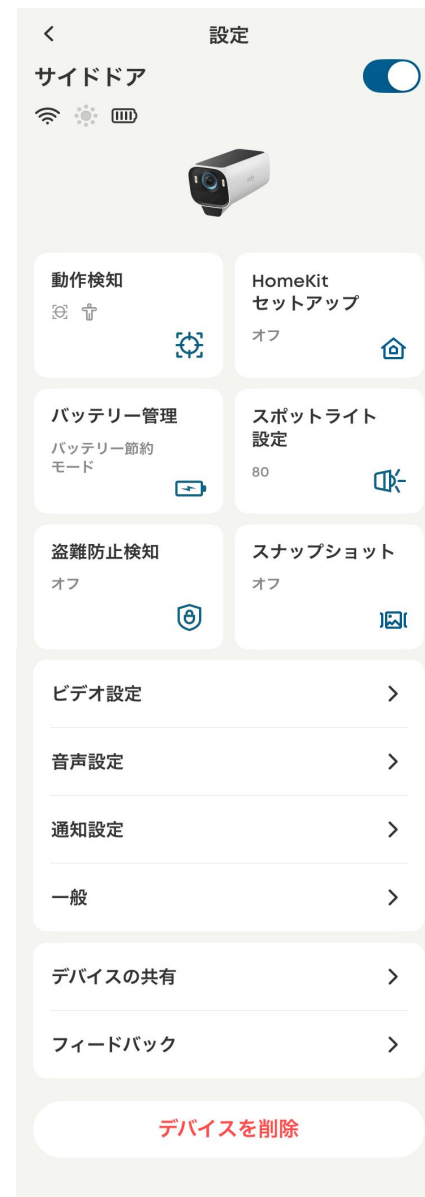 設定
サイドドア
動作検知
HomeKit
セットアップ
オフ
バッテリー管理
バッテリー節約
モード
スポットライト
設定
80
盗難防止検知
オフ
スナップショット
オフ
ビデオ設定
音声設定
通知設定
一般
デバイスの共有
フィードバック
デバイスを削除